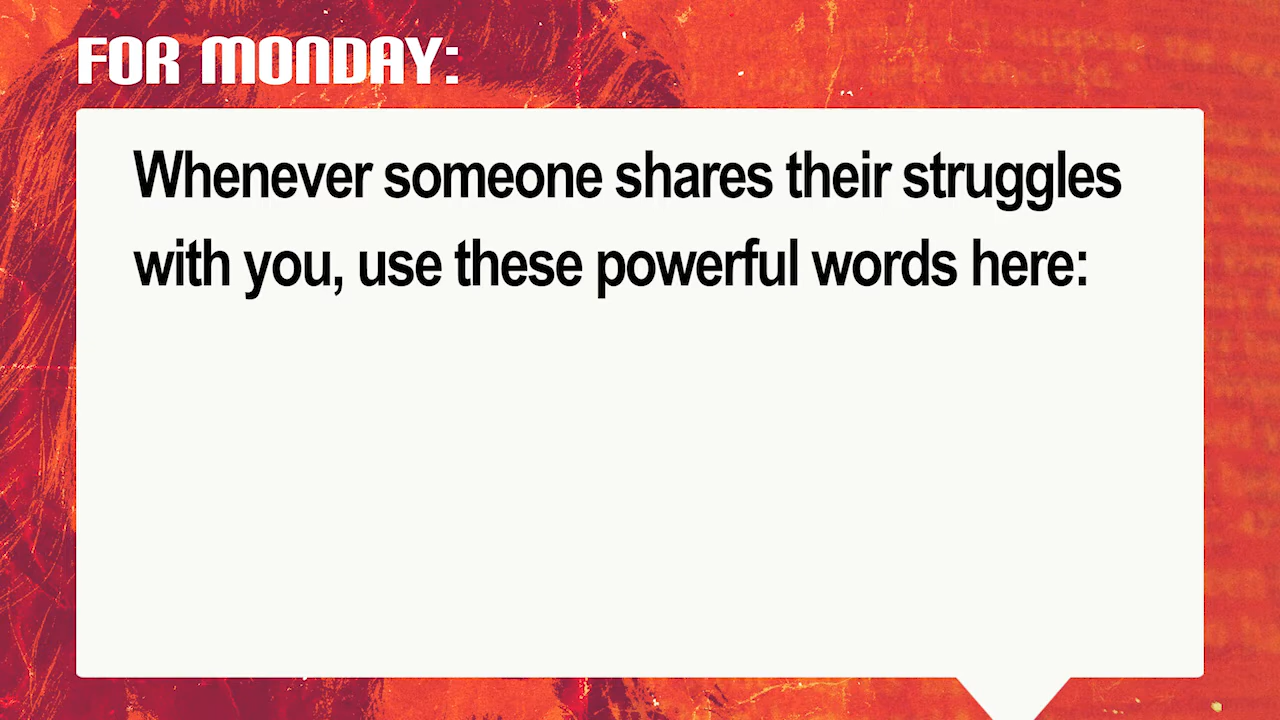 FOR MONDAY:
Whenever someone shares their struggles
with you, use these powerful words here: